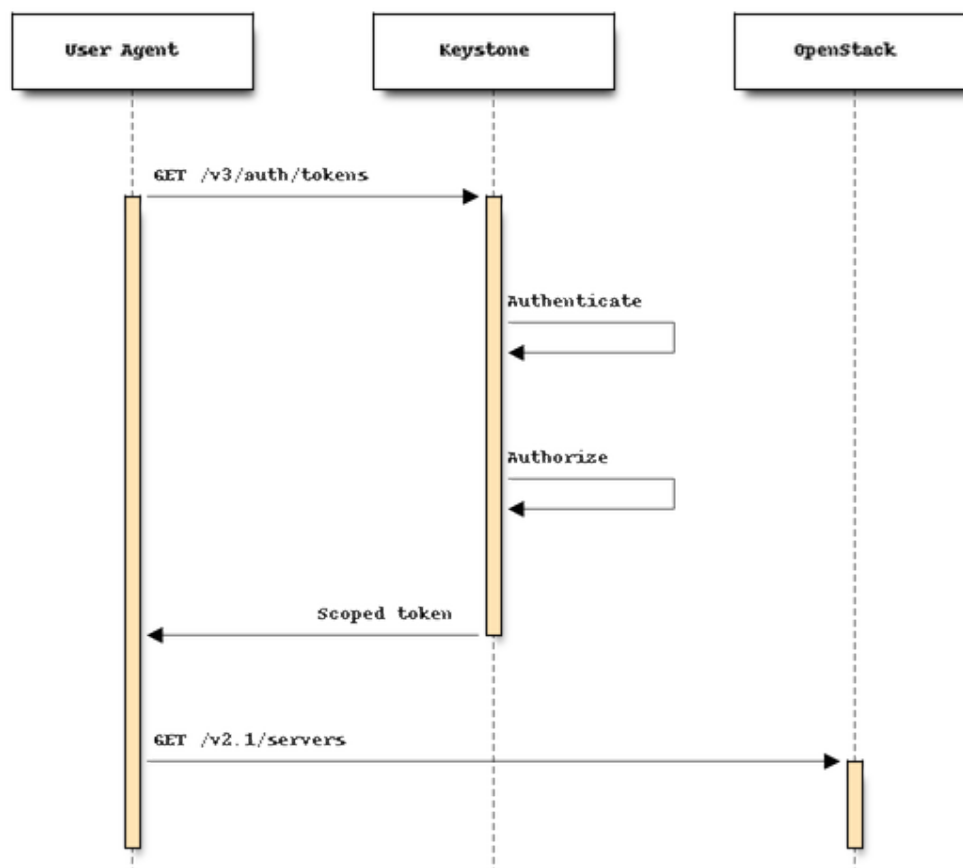 User Agent
Keystone
OpenStack
GET /v3/auth/tokens
Authenticate
Authorize
Scoped token
GET /v2.1/servers